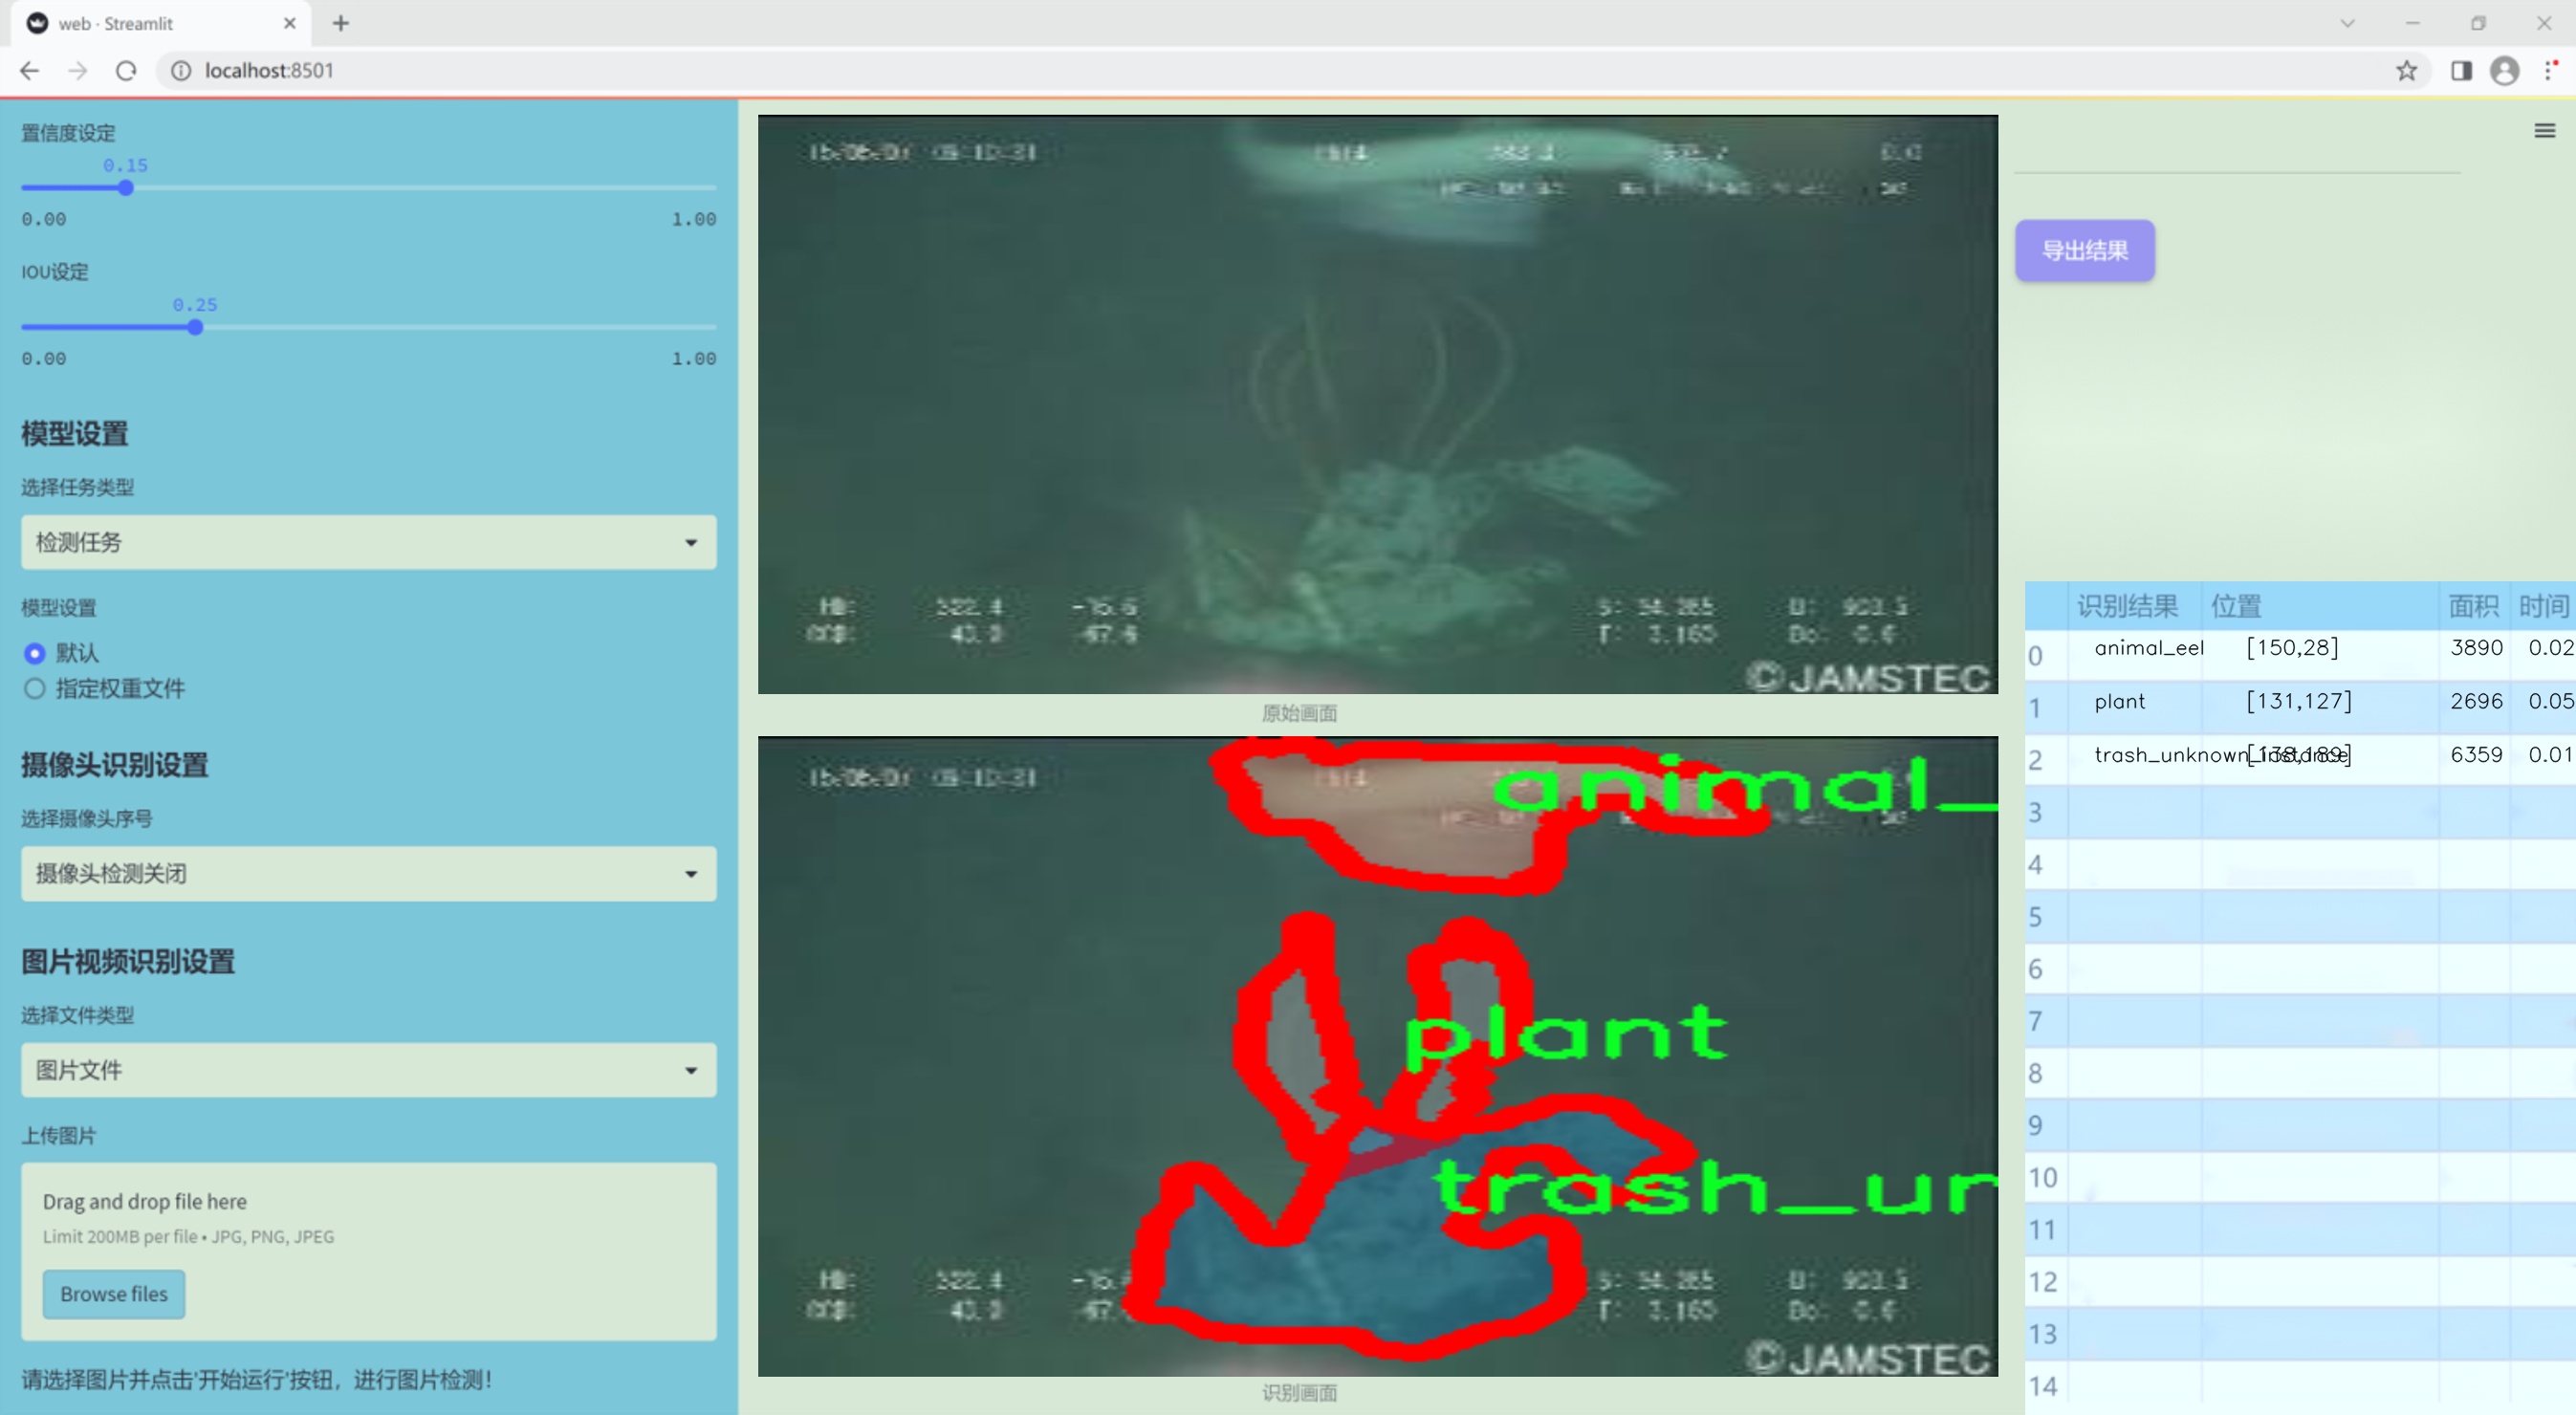 web · Streamlit
localhost:8501
置信度设定
0.15
0.00 1.00
IOU设定
0.25
0.00 1.00
模型设置
选择任务类型
检测任务
模型设置
默认
指定权重文件
摄像头识别设置
选择摄像头序号
摄像头检测关闭
图片视频识别设置
选择文件类型
图片文件
上传图片
Drag and drop file here
Limit 200MB per file • JPG, PNG, JPEG
Browse files
请选择图片并点击'开始运行'按钮，进行图片检测！
©JAMSTEC
原始画面
animal_
plant
trash_un
©JAMSTEC
识别画面
导出结果
识别结果 位置 面积 时间
0 animal_eel [150,28] 3890 0.02
1 plant [131,127] 2696 0.05
2 trash_unknown_instance [138,189] 6359 0.01
3
4
5
6
7
8
9
10
11
12
13
14